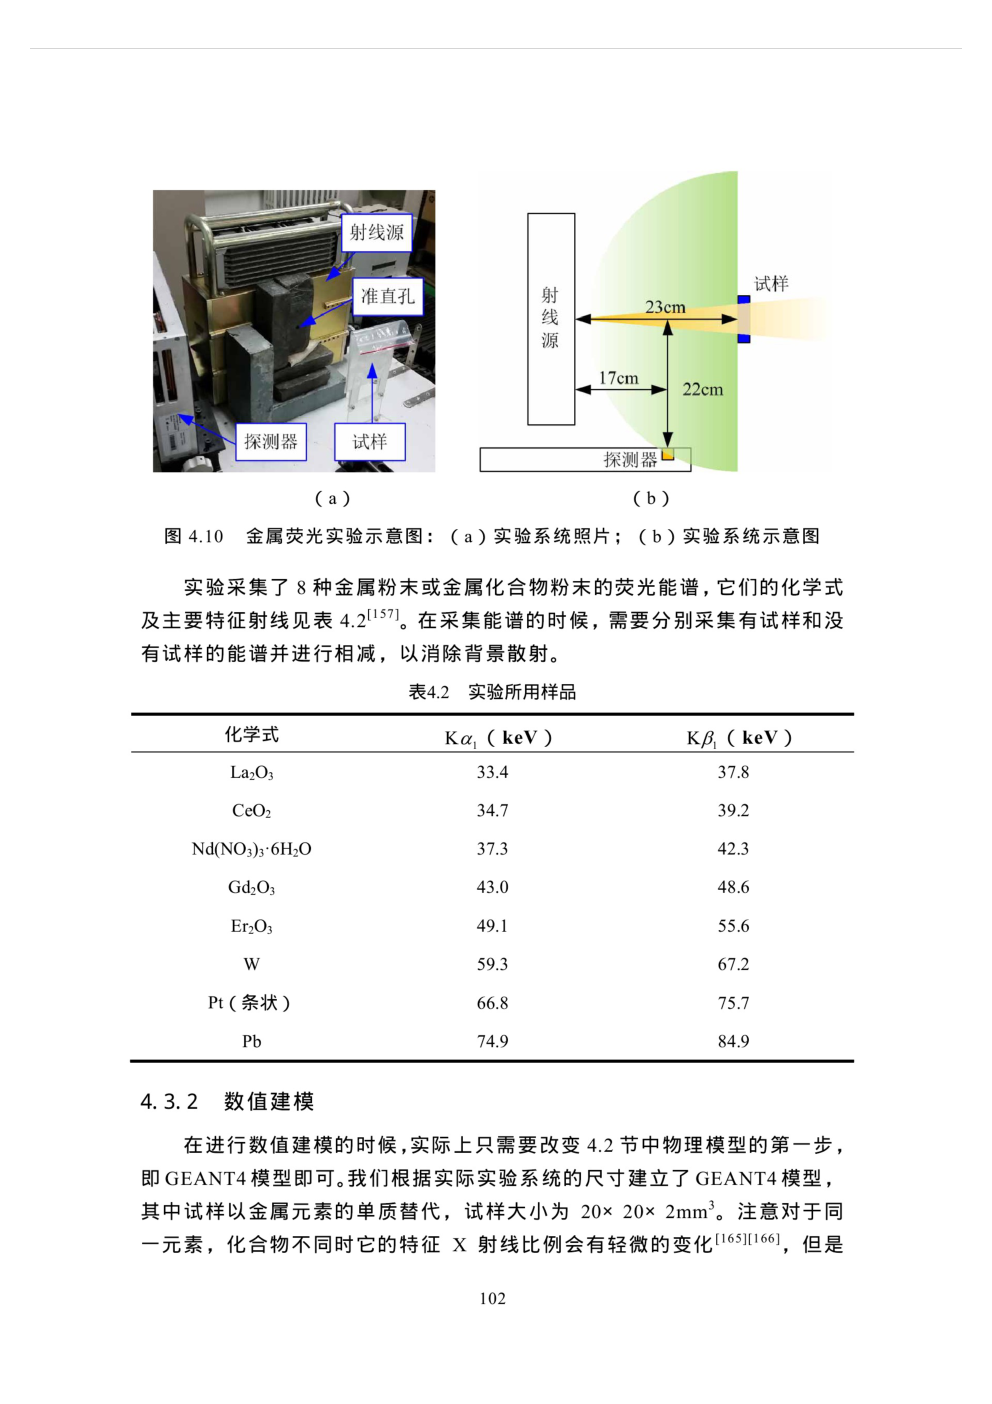 射线源
准直孔
探测器
试样
射线源
23cm
试样
17cm
22cm
探测器
(a)
(b)
图 4.10 金属荧光实验示意图：(a)实验系统照片；(b)实验系统示意图
实验采集了 8 种金属粉末或金属化合物粉末的荧光能谱，它们的化学式
及主要特征射线见表 4.2[157]。在采集能谱的时候，需要分别采集有试样和没
有试样的能谱并进行相减，以消除背景散射。
表4.2 实验所用样品
化学式 Kα₁（keV） Kβ₁（keV）
La₂O₃ 33.4 37.8
CeO₂ 34.7 39.2
Nd(NO₃)₃·6H₂O 37.3 42.3
Gd₂O₃ 43.0 48.6
Er₂O₃ 49.1 55.6
W 59.3 67.2
Pt（条状） 66.8 75.7
Pb 74.9 84.9
4.3.2 数值建模
在进行数值建模的时候，实际上只需要改变 4.2 节中物理模型的第一步，
即 GEANT4 模型即可。我们根据实际实验系统的尺寸建立了 GEANT4 模型，
其中试样以金属元素的单质替代，试样大小为 20× 20× 2mm³。注意对于同
一元素，化合物不同时它的特征 X 射线比例会有轻微的变化[165][166]，但是
102